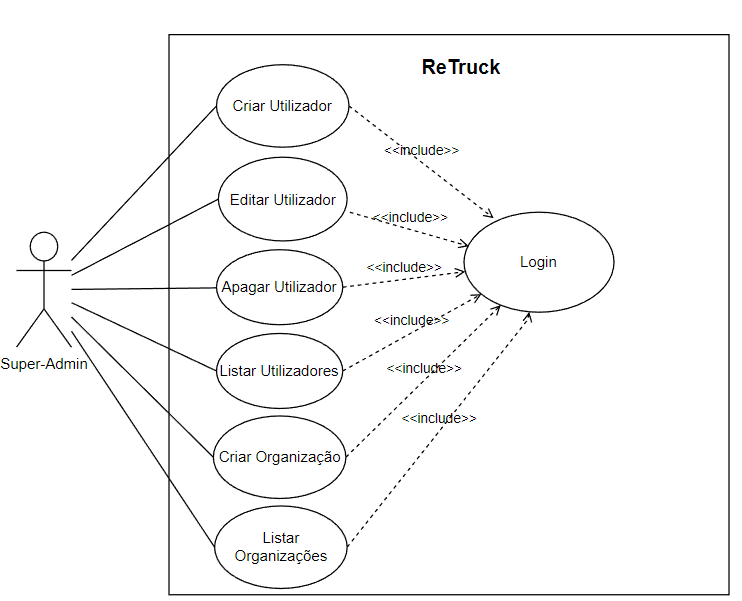 ReTruck
Criar Utilizador
<<include>>
Editar Utilizador
<<include>>
Login
<<include>>
Apagar Utilizador
<<include>>
Super-Admin
Listar Utilizadores
<<include>>
<<include>>
Criar Organização
Listar
Organizações